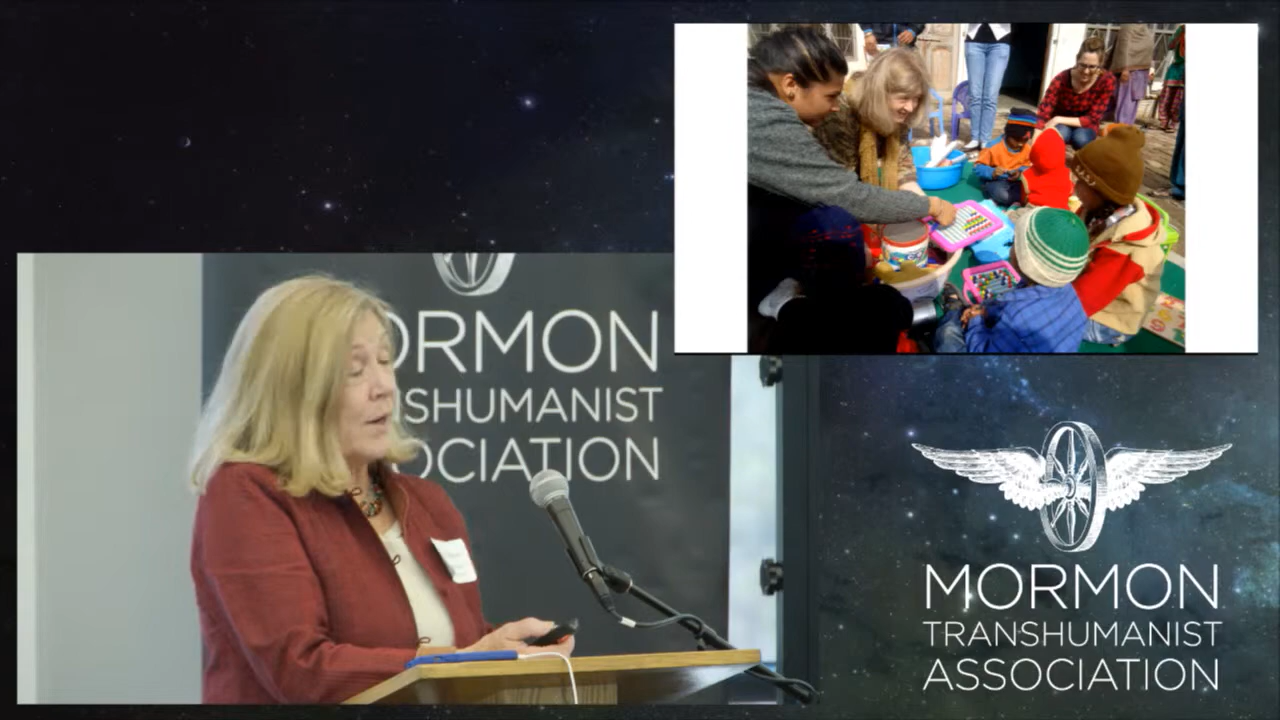 ORMON
NSHUMANIST
OCIATION
MORMON
TRANSHUMANIST
ASSOCIATION